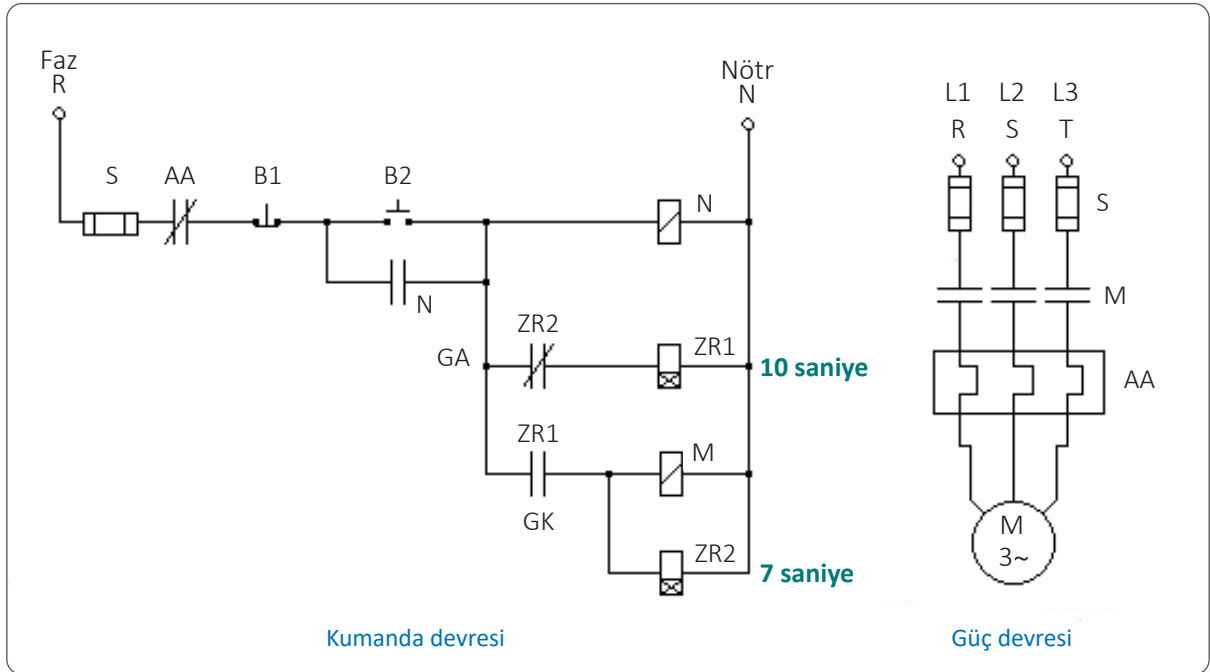 Faz
R
Nötr
N
S
AA
B1
B2
N
N
ZR2
GA
ZR1
10 saniye
ZR1
GK
M
ZR2
7 saniye
Kumanda devresi
L1 L2 L3
R S T
S
M
AA
M
3~
Güç devresi